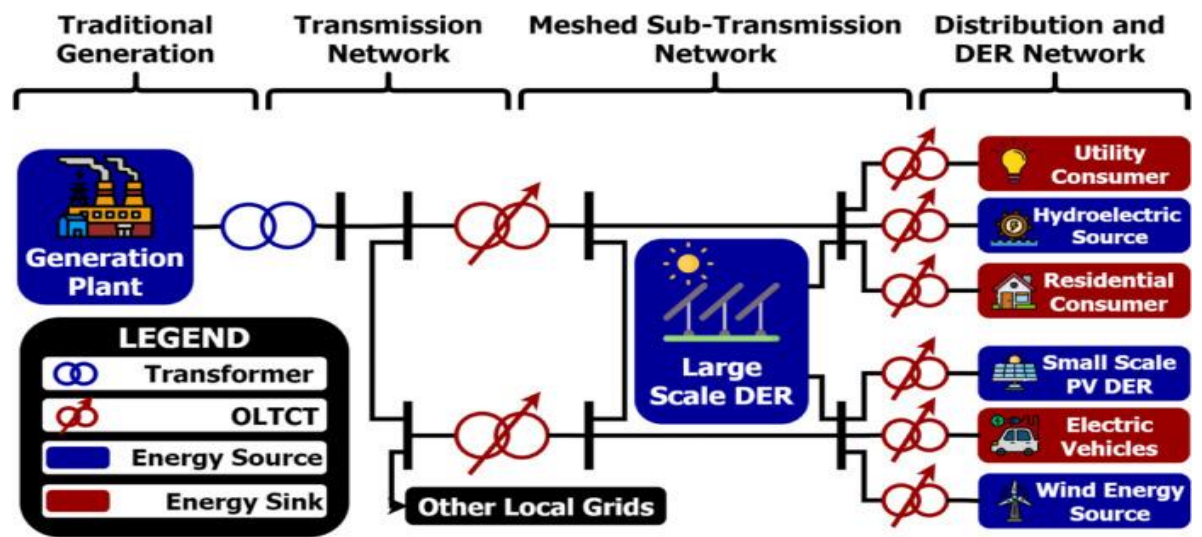 Traditional
Generation
Transmission
Network
Meshed Sub-Transmission
Network
Distribution and
DER Network
Generation
Plant
LEGEND
Transformer
OLTCT
Energy Source
Energy Sink
Large
Scale DER
Other Local Grids
Utility
Consumer
Hydroelectric
Source
Residential
Consumer
Small Scale
PV DER
Electric
Vehicles
Wind Energy
Source